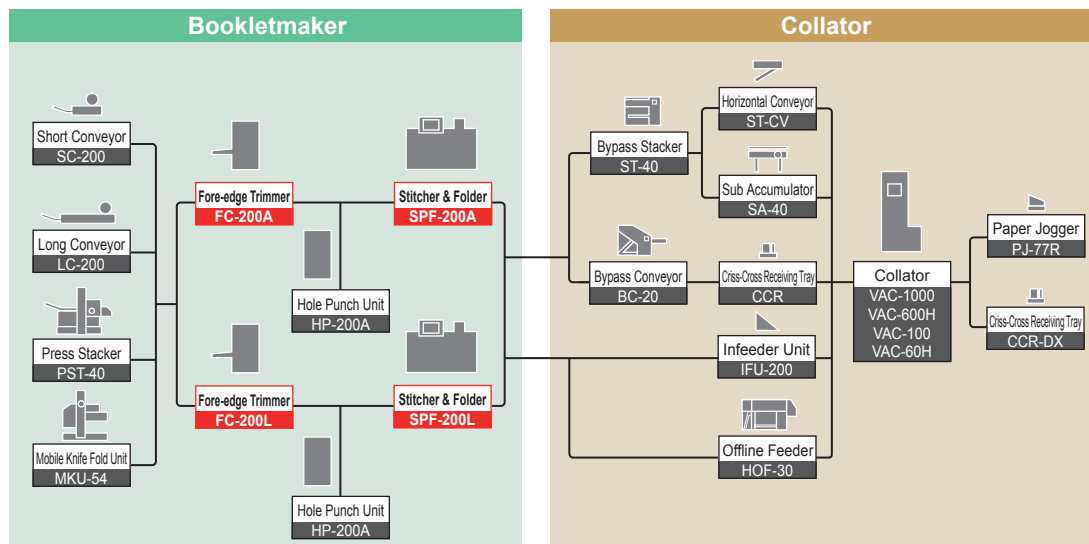 Bookletmaker
Short Conveyor
SC-200
Long Conveyor
LC-200
Press Stacker
PST-40
Mobile Knife Fold Unit
MKU-54
Fore-edge Trimmer
FC-200A
Hole Punch Unit
HP-200A
Fore-edge Trimmer
FC-200L
Hole Punch Unit
HP-200A
Stitcher & Folder
SPF-200A
Stitcher & Folder
SPF-200L
Collator
Bypass Stacker
ST-40
Bypass Conveyor
BC-20
Horizontal Conveyor
ST-CV
Sub Accumulator
SA-40
Criss-Cross Receiving Tray
CCR
Infeeder Unit
IFU-200
Offline Feeder
HOF-30
Collator
VAC-1000
VAC-600H
VAC-100
VAC-60H
Paper Jogger
PJ-77R
Criss-Cross Receiving Tray
CCR-DX